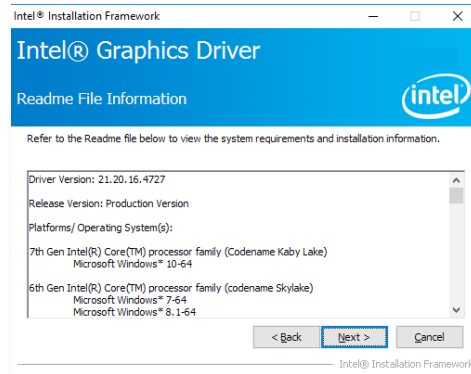 Intel® Installation Framework
Intel® Graphics Driver
Readme File Information
intel
Refer to the Readme file below to view the system requirements and installation information.
Driver Version: 21.20.16.4727
Release Version: Production Version
Platforms/ Operating System(s):
7th Gen Intel(R) Core(TM) processor family (Codename Kaby Lake)
Microsoft Windows* 10-64
6th Gen Intel(R) Core(TM) processor family (codename Skylake)
Microsoft Windows* 7-64
Microsoft Windows* 8.1-64
< Back Next > Cancel
Intel® Installation Framework